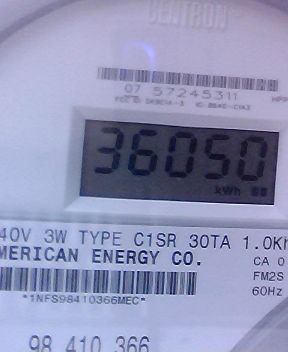 CENTRON
07 57245311
36050
kWh
40V 3W TYPE C1SR 30TA 1.0Kh
MERICAN ENERGY CO.
CA 0
FM2S
60Hz
*1NFS98410366MEC*
98 410 366